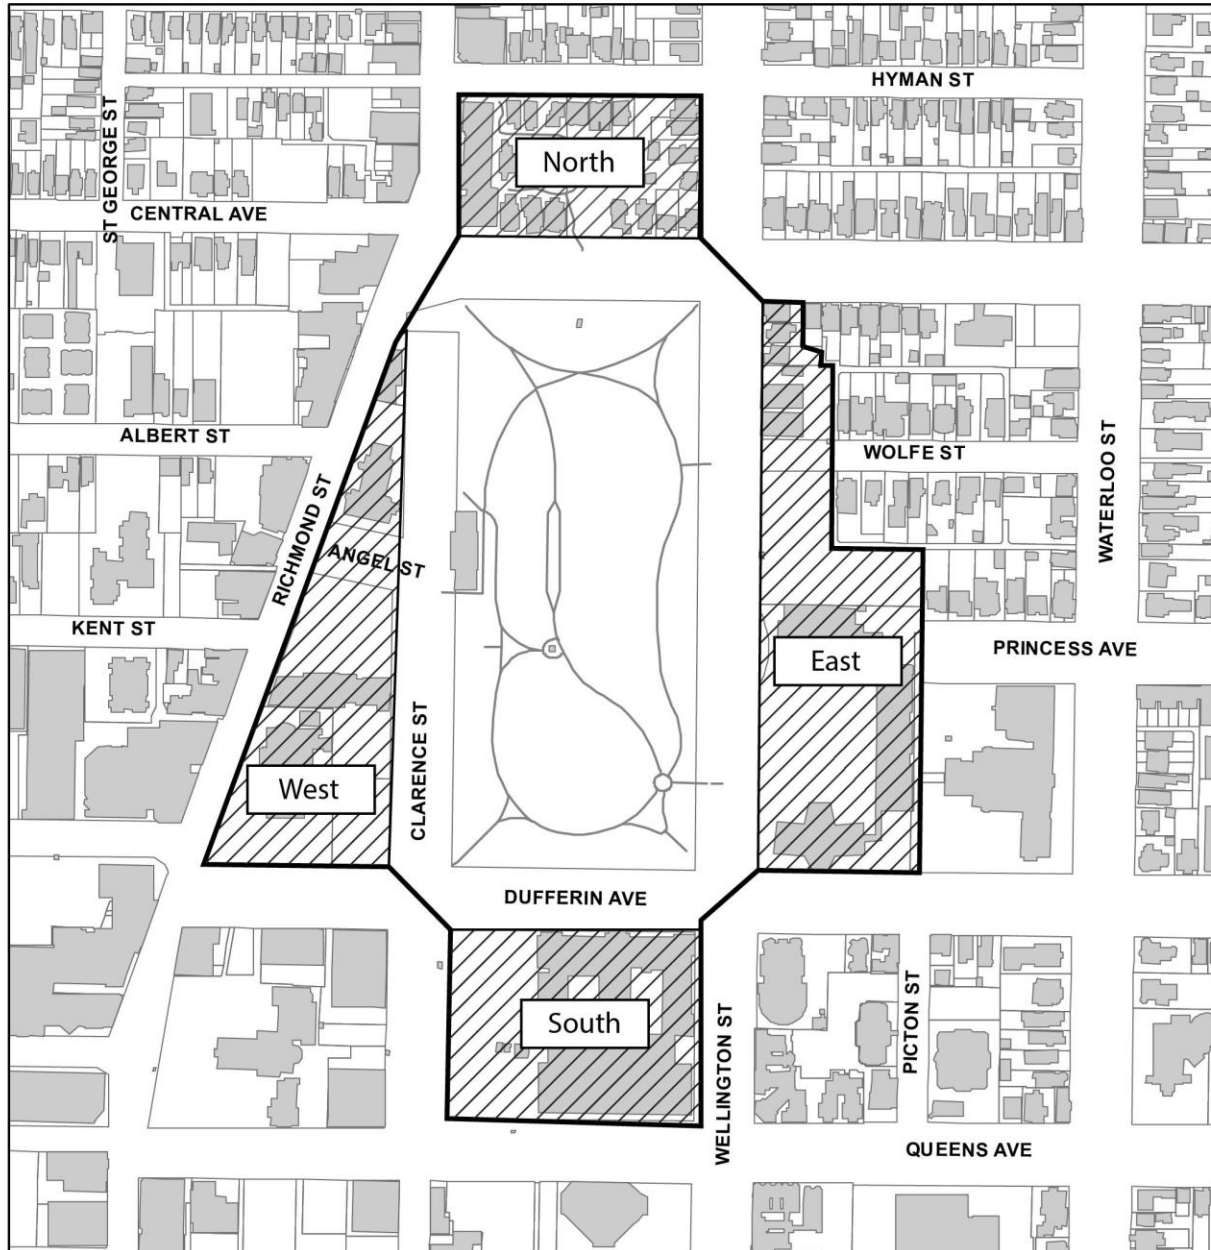 HYMAN ST
ST GEORGE ST
North
CENTRAL AVE
ALBERT ST
WOLFE ST
WATERLOO ST
RICHMOND ST
ANGEL ST
KENT ST
PRINCESS AVE
East
CLARENCE ST
West
DUFFERIN AVE
South
PICTON ST
WELLINGTON ST
QUEENS AVE